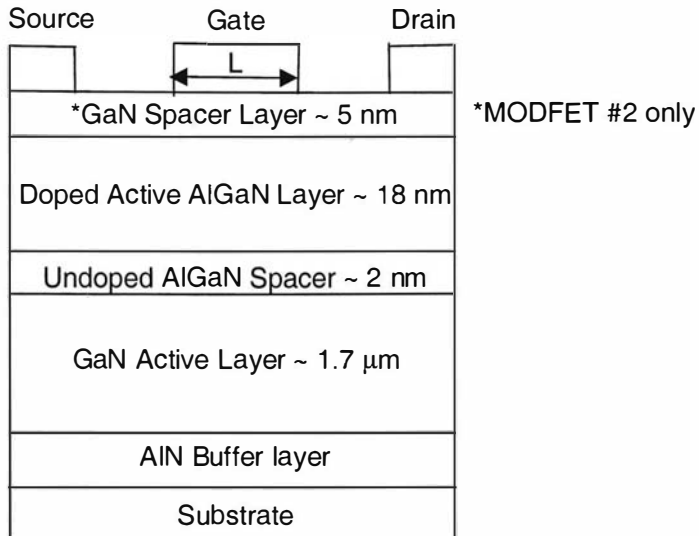 Source Gate Drain
L
*GaN Spacer Layer ~ 5 nm *MODFET #2 only
Doped Active AlGaN Layer ~ 18 nm
Undoped AlGaN Spacer ~ 2 nm
GaN Active Layer ~ 1.7 μm
AlN Buffer layer
Substrate